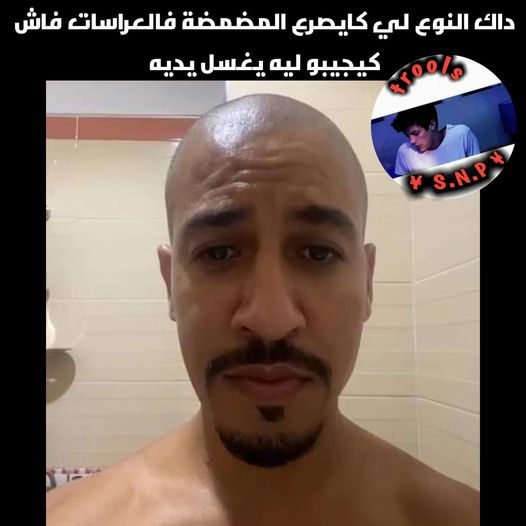 داك النوع لي كايصرع المضمضة فالعراسات فاش
كيجيبو ليه يغسل يديه
trools
¥ S.N.P ¥